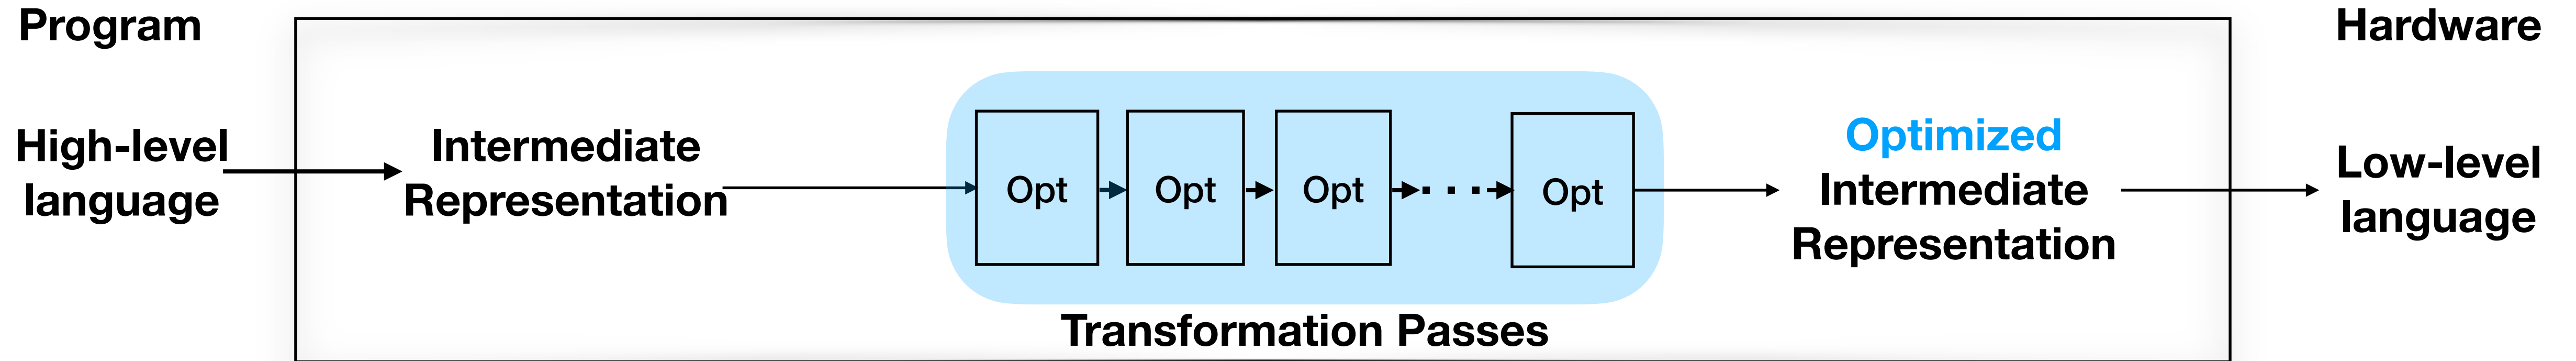 Program
Hardware
High-level
language
Intermediate
Representation
Opt
Opt
Opt
. . .
Opt
Optimized
Intermediate
Representation
Low-level
language
Transformation Passes